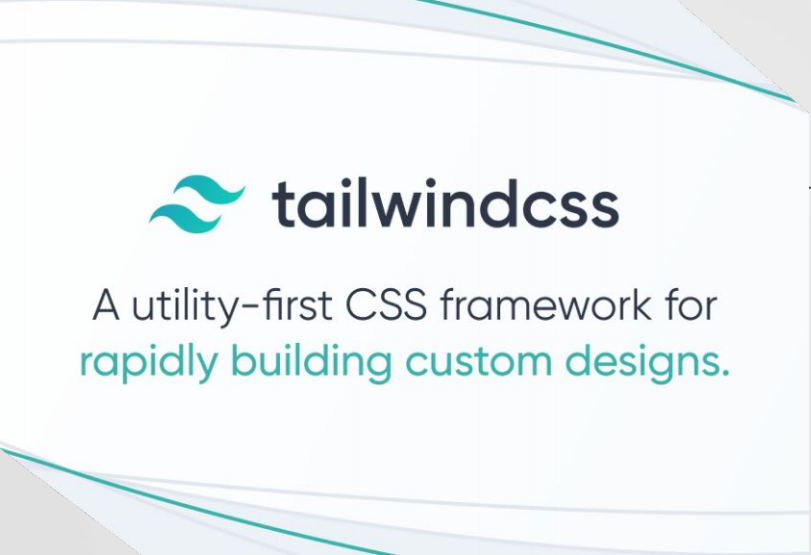 tailwindcss
A utility-first CSS framework for
rapidly building custom designs.